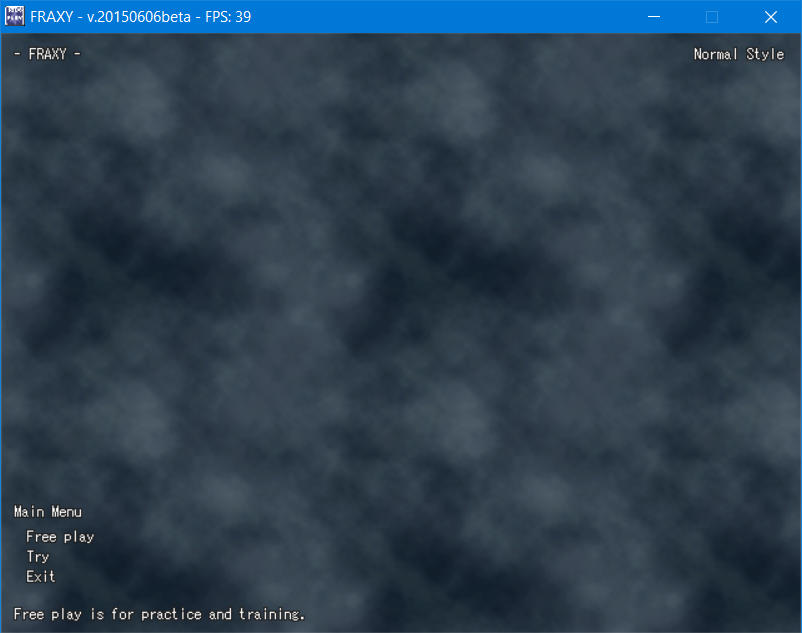 FRAXY - v.20150606beta - FPS: 39
- FRAXY -
Normal Style
Main Menu
Free play
Try
Exit
Free play is for practice and training.